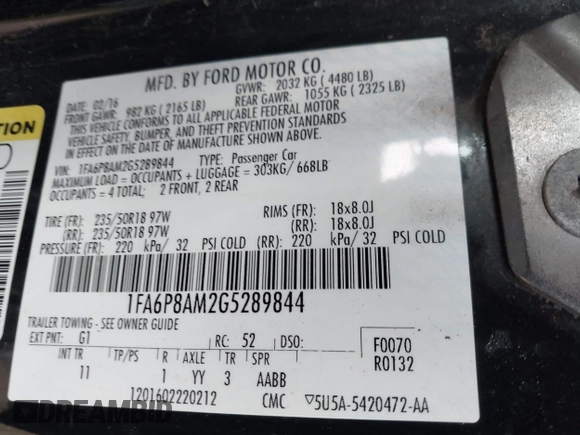 MFD. BY FORD MOTOR CO.
DATE: 02/16 GVWR: 2032 KG ( 4480 LB)
FRONT GAWR: 982 KG ( 2165 LB) REAR GAWR: 1055 KG ( 2325 LB)
THIS VEHICLE CONFORMS TO ALL APPLICABLE FEDERAL MOTOR
VEHICLE SAFETY, BUMPER, AND THEFT PREVENTION STANDARDS
IN EFFECT ON THE DATE OF MANUFACTURE SHOWN ABOVE.
VIN: 1FA6P8AM2G5289844 TYPE: Passenger Car
MAXIMUM LOAD = OCCUPANTS + LUGGAGE = 303KG/ 668LB
OCCUPANTS = 4 TOTAL; 2 FRONT, 2 REAR
TIRE (FR): 235/50R18 97W RIMS (FR): 18x8.0J
(RR): 235/50R18 97W (RR): 18x8.0J
PRESSURE (FR): 220 kPa/ 32 PSI COLD (RR): 220 kPa/ 32 PSI COLD
1FA6P8AM2G5289844
TRAILER TOWING - SEE OWNER GUIDE
EXT PNT: G1 RC: 52 DSO: F0070
INT TR TP/PS R AXLE TR SPR R0132
11 1 YY 3 AABB
1201602220212 CMC ▽5U5A-5420472-AA
TION